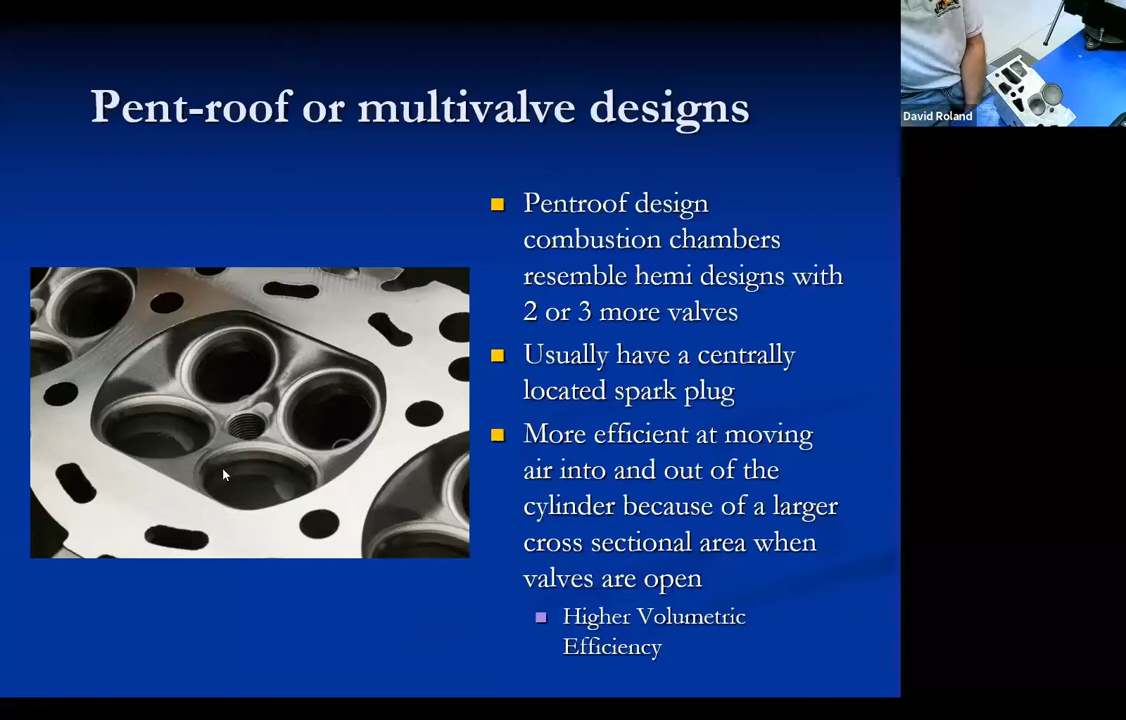 Pent-roof or multivalve designs
David Roland
Pentroof design
combustion chambers
resemble hemi designs with
2 or 3 more valves
Usually have a centrally
located spark plug
More efficient at moving
air into and out of the
cylinder because of a larger
cross sectional area when
valves are open
Higher Volumetric
Efficiency